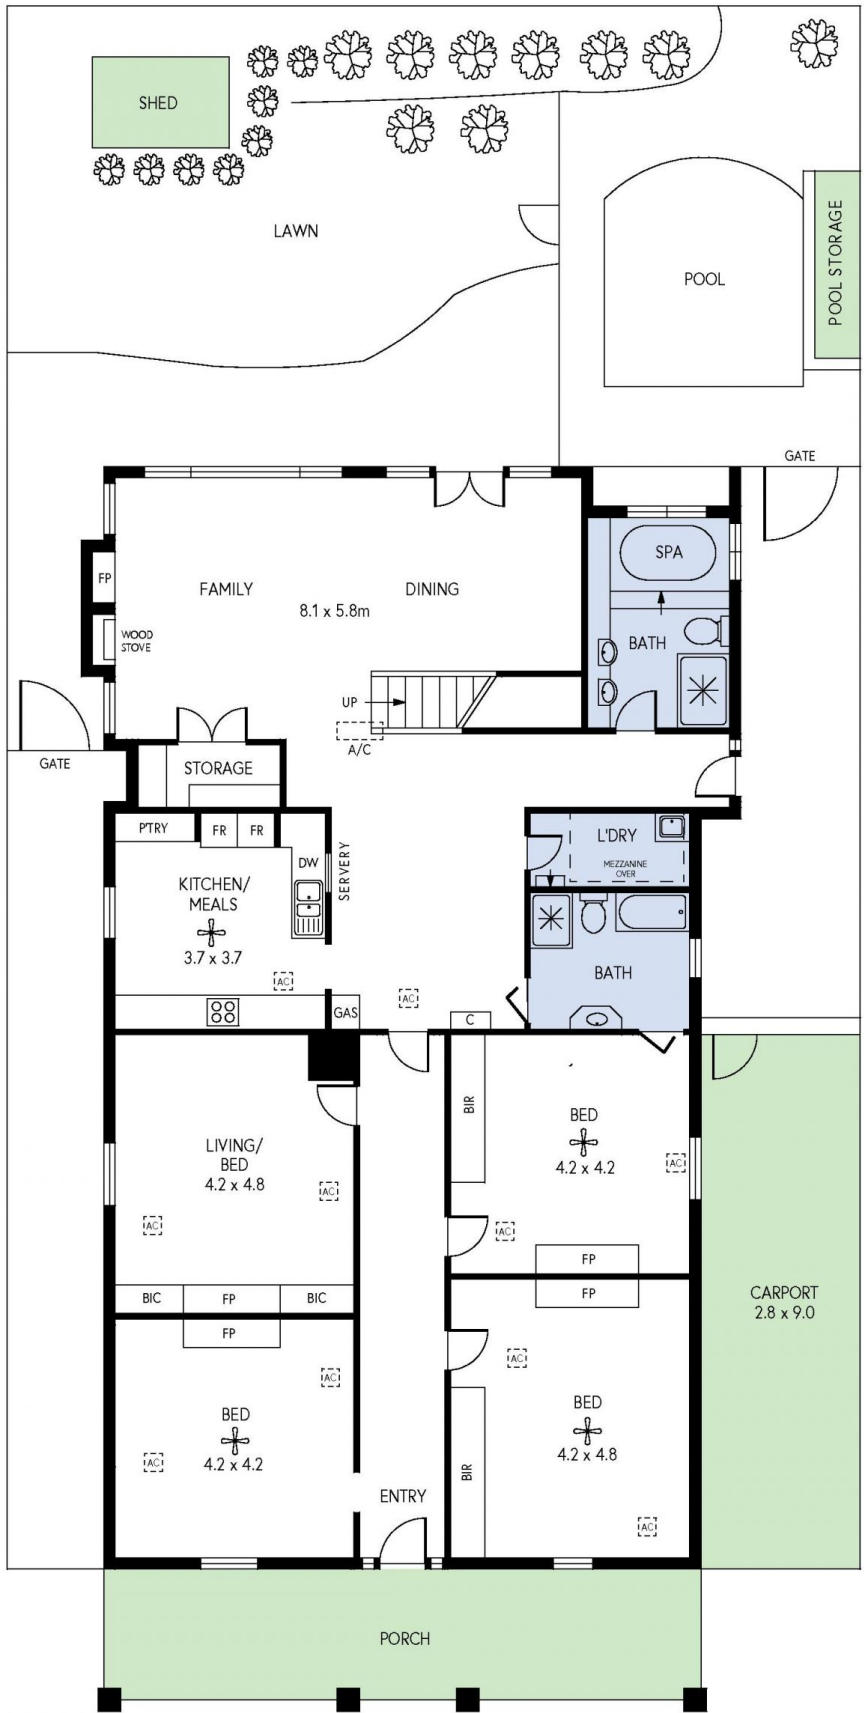 SHED
LAWN
POOL
POOL STORAGE
GATE
SPA
FP
FAMILY
DINING
8.1 x 5.8m
WOOD
STOVE
BATH
UP
A/C
GATE
STORAGE
P'TRY
FR
FR
DW
SERVERY
L'DRY
MEZZANINE
OVER
KITCHEN/
MEALS
3.7 x 3.7
AC
AC
GAS
C
BATH
BIR
BED
4.2 x 4.2
AC
AC
FP
LIVING/
BED
4.2 x 4.8
AC
AC
BIC
FP
BIC
FP
AC
BED
4.2 x 4.2
AC
FP
AC
BED
4.2 x 4.8
BIR
AC
CARPORT
2.8 x 9.0
ENTRY
PORCH